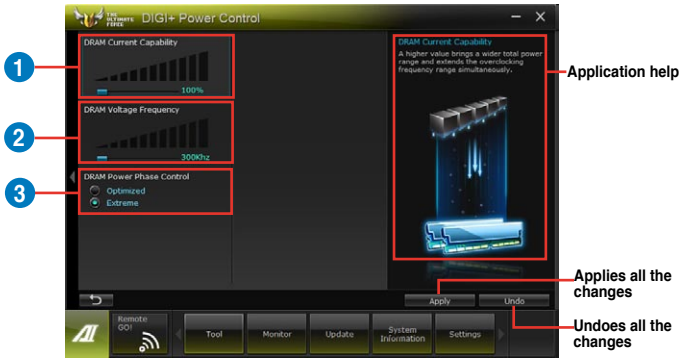 THE
ULTIMATE
FORCE
DIGI+ Power Control
1
DRAM Current Capability
100%
2
DRAM Voltage Frequency
300Khz
3
DRAM Power Phase Control
Optimized
Extreme
DRAM Current Capability
A higher value brings a wider total power
range and extends the overclocking
frequency range simultaneously.
Application help
Apply
Undo
Applies all the
changes
Undoes all the
changes
AI
Remote
GO!
Tool
Monitor
Update
System
Information
Settings